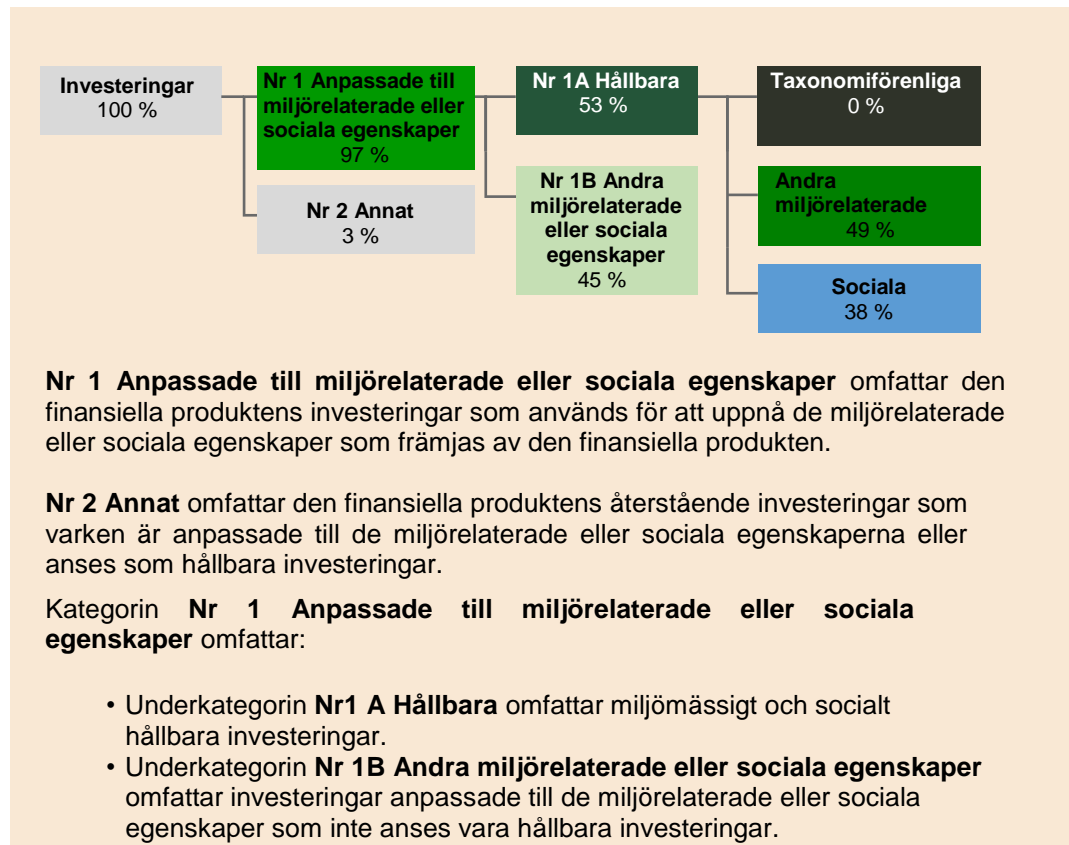 Investeringar
100 %
Nr 1 Anpassade till
miljörelaterade eller
sociala egenskaper
97 %
Nr 2 Annat
3 %
Nr 1A Hållbara
53 %
Nr 1B Andra
miljörelaterade
eller sociala
egenskaper
45 %
Taxonomiförenliga
0 %
Andra
miljörelaterade
49 %
Sociala
38 %
Nr 1 Anpassade till miljörelaterade eller sociala egenskaper omfattar den
finansiella produktens investeringar som används för att uppnå de miljörelaterade
eller sociala egenskaper som främjas av den finansiella produkten.
Nr 2 Annat omfattar den finansiella produktens återstående investeringar som
varken är anpassade till de miljörelaterade eller sociala egenskaperna eller
anses som hållbara investeringar.
Kategorin Nr 1 Anpassade till miljörelaterade eller sociala
egenskaper omfattar:
• Underkategorin Nr1 A Hållbara omfattar miljömässigt och socialt
hållbara investeringar.
• Underkategorin Nr 1B Andra miljörelaterade eller sociala egenskaper
omfattar investeringar anpassade till de miljörelaterade eller sociala
egenskaper som inte anses vara hållbara investeringar.